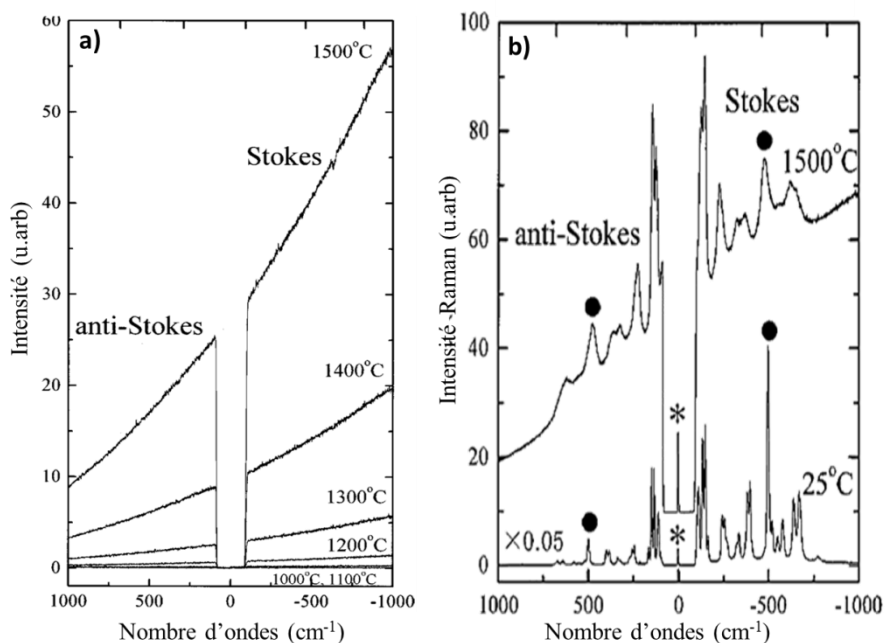 a)
60
50
40
30
20
10
0
Intensité (u.arb)
1500°C
Stokes
anti-Stokes
1400°C
1300°C
1200°C
1000°C, 1100°C
1000
500
0
-500
-1000
Nombre d'ondes (cm-1)
b)
100
80
60
40
20
0
Intensité-Raman (u.arb)
Stokes
1500°C
anti-Stokes
*
25°C
×0.05
*
1000
500
0
-500
-1000
Nombre d'ondes (cm-1)